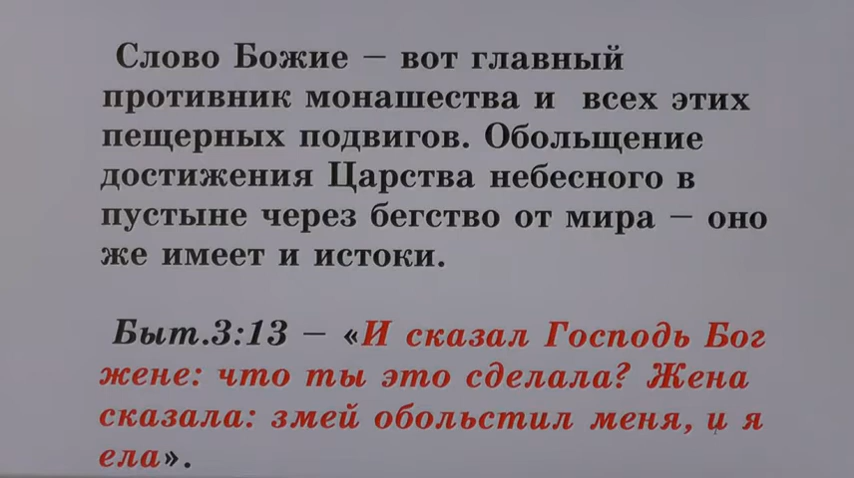 Слово Божие – вот главный
противник монашества и всех этих
пещерных подвигов. Обольщение
достижения Царства небесного в
пустыне через бегство от мира – оно
же имеет и истоки.
Быт.3:13 – «И сказал Господь Бог
жене: что ты это сделала? Жена
сказала: змей обольстил меня, и я
ела».